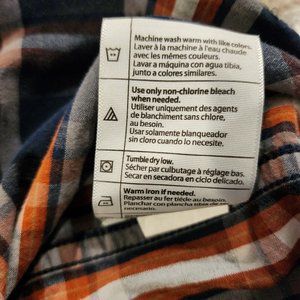 Machine wash warm with like colors.
Laver à la machine à l'eau chaude
avec les mêmes couleurs.
Lavar a máquina con agua tibia,
junto a colores similares.
Use only non-chlorine bleach
when needed.
Utiliser uniquement des agents
de blanchiment sans chlore,
au besoin.
Usar solamente blanqueador
sin cloro cuando lo necesite.
Tumble dry low.
Sécher par culbutage à réglage bas.
Secar en secadora en ciclo delicado.
Warm iron if needed.
Repasser au fer tiède au besoin.
Planchar con plancha tibia de ser
necesario.